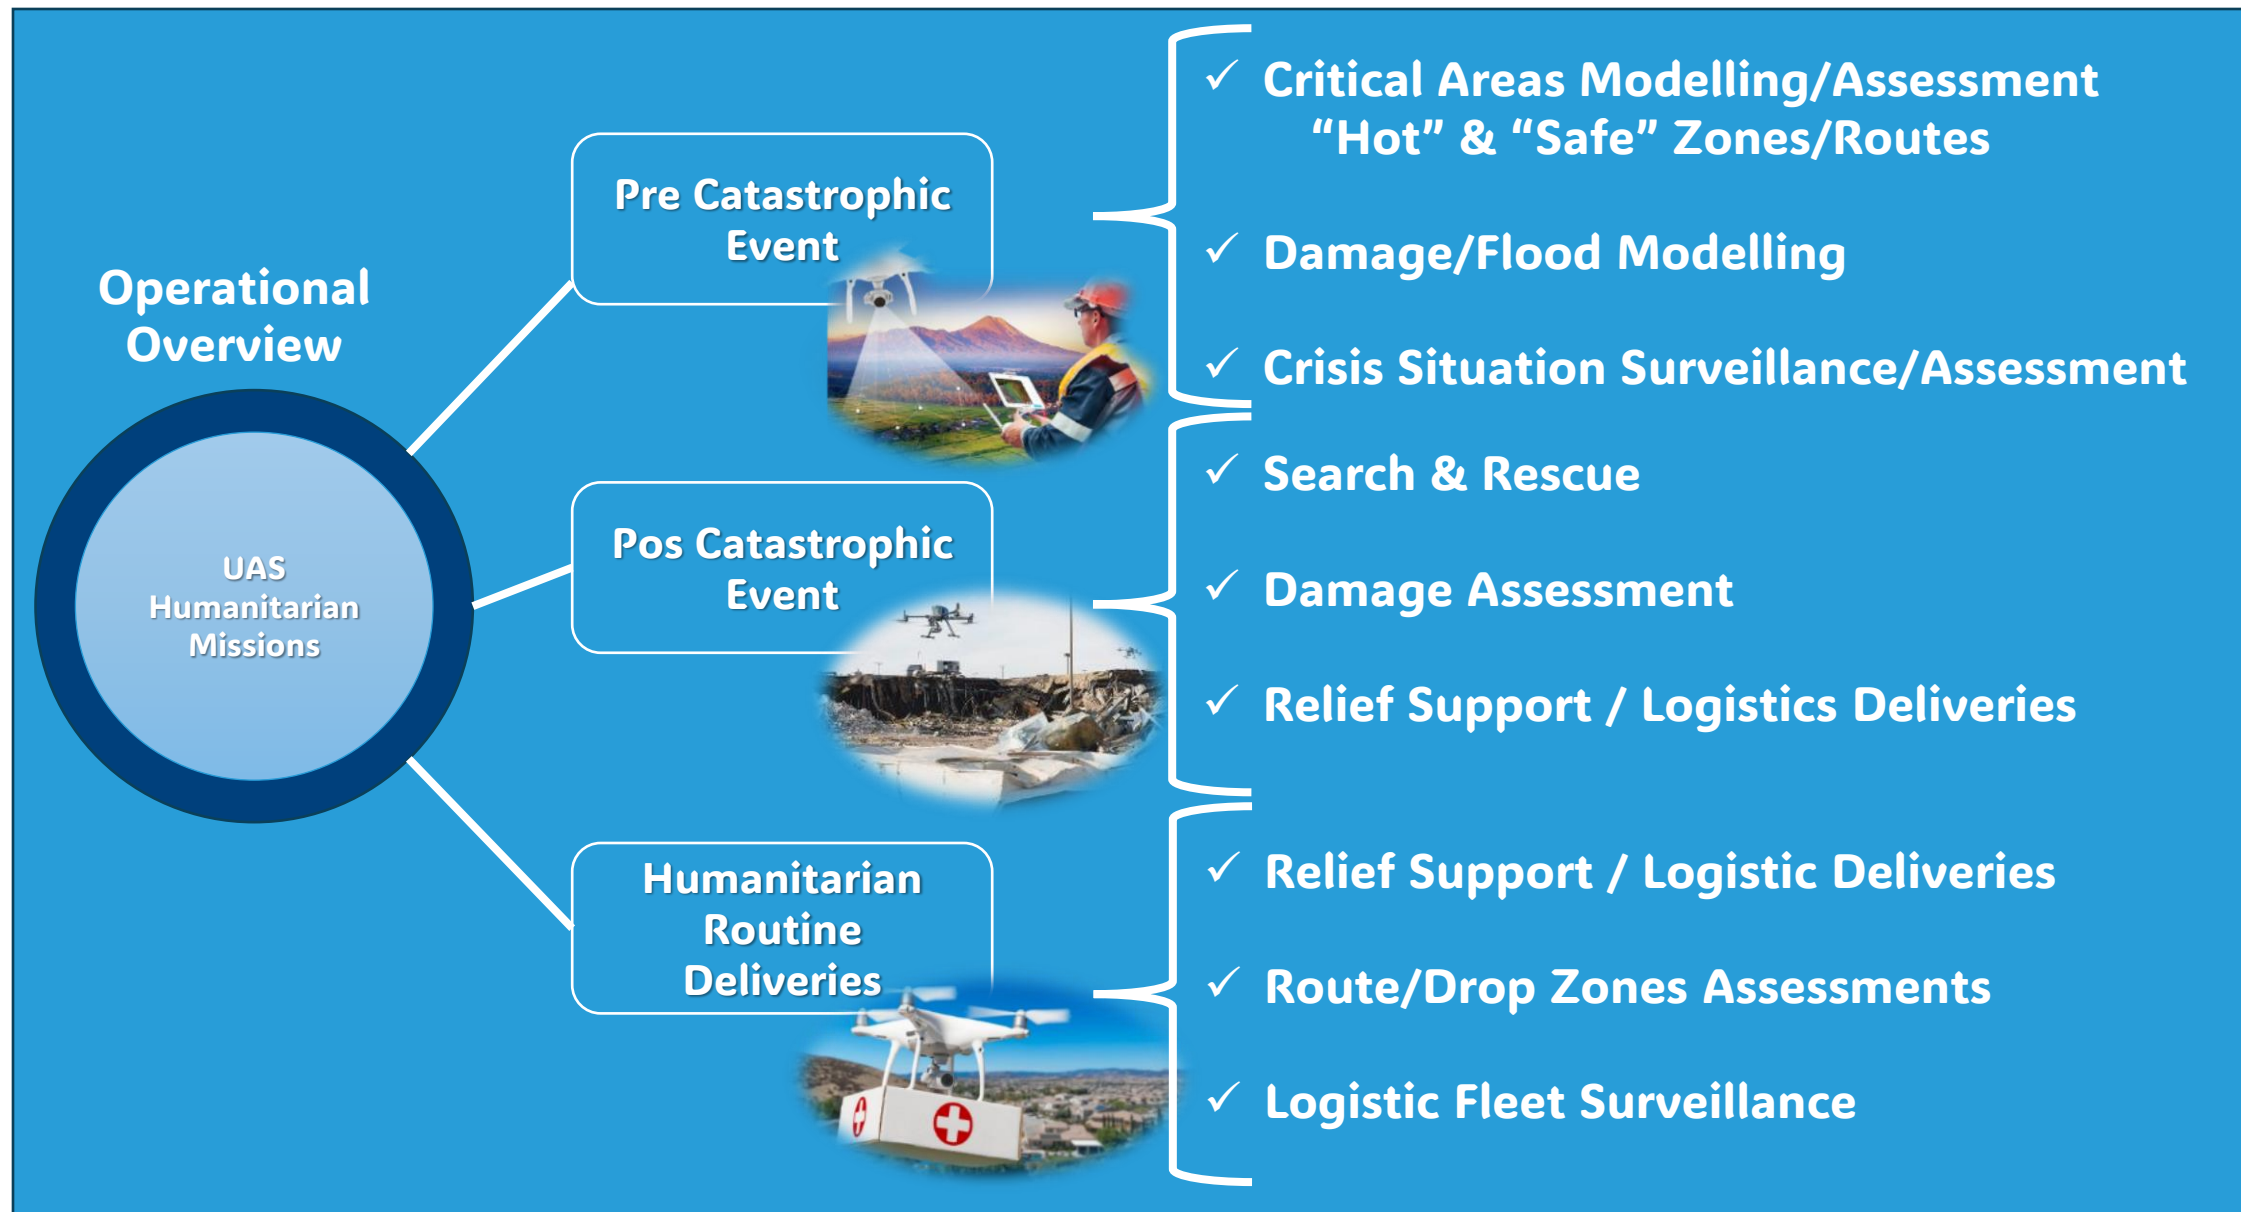 Operational
Overview
UAS
Humanitarian
Missions
Pre Catastrophic
Event
✓ Critical Areas Modelling/Assessment
“Hot” & “Safe” Zones/Routes
✓ Damage/Flood Modelling
✓ Crisis Situation Surveillance/Assessment
Pos Catastrophic
Event
✓ Search & Rescue
✓ Damage Assessment
✓ Relief Support / Logistics Deliveries
Humanitarian
Routine
Deliveries
✓ Relief Support / Logistic Deliveries
✓ Route/Drop Zones Assessments
✓ Logistic Fleet Surveillance